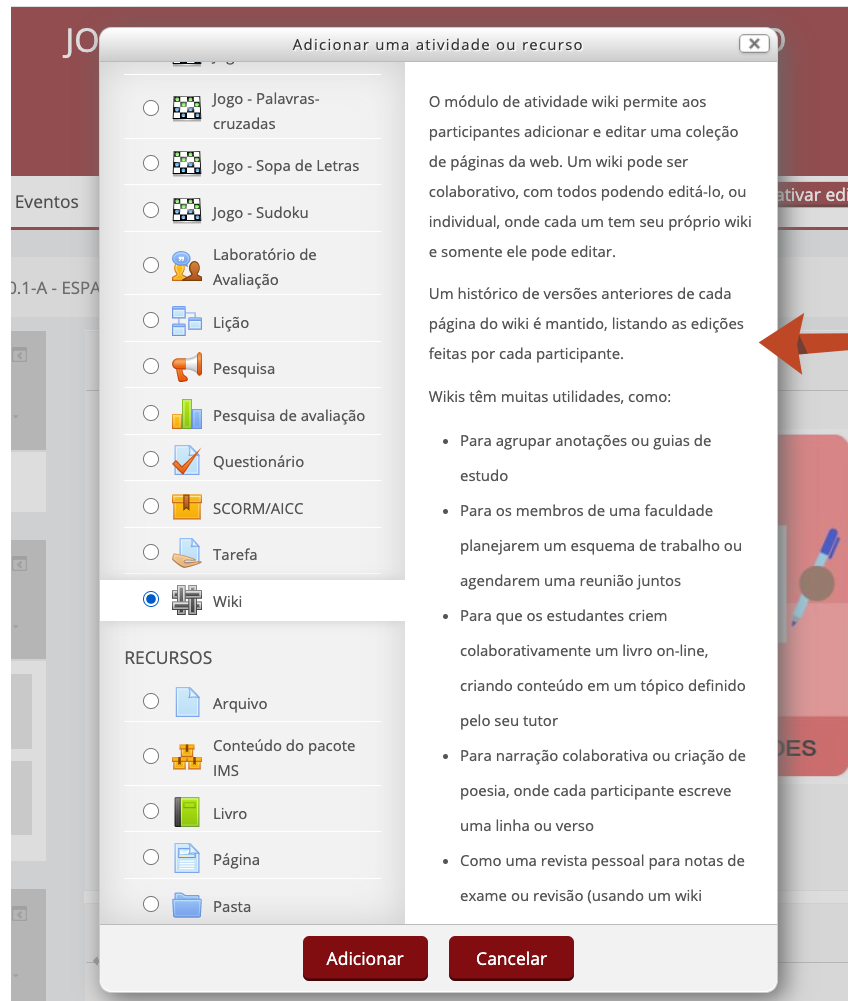 JO
Adicionar uma atividade ou recurso
O
Eventos
ativar edi
0.1-A - ESPA
Jogo - Palavras-
cruzadas
Jogo - Sopa de Letras
Jogo - Sudoku
Laboratório de
Avaliação
Lição
Pesquisa
Pesquisa de avaliação
Questionário
SCORM/AICC
Tarefa
Wiki
RECURSOS
Arquivo
Conteúdo do pacote
IMS
Livro
Página
Pasta
O módulo de atividade wiki permite aos
participantes adicionar e editar uma coleção
de páginas da web. Um wiki pode ser
colaborativo, com todos podendo editá-lo, ou
individual, onde cada um tem seu próprio wiki
e somente ele pode editar.
Um histórico de versões anteriores de cada
página do wiki é mantido, listando as edições
feitas por cada participante.
Wikis têm muitas utilidades, como:
• Para agrupar anotações ou guias de
estudo
• Para os membros de uma faculdade
planejarem um esquema de trabalho ou
agendarem uma reunião juntos
• Para que os estudantes criem
colaborativamente um livro on-line,
criando conteúdo em um tópico definido
pelo seu tutor
• Para narração colaborativa ou criação de
poesia, onde cada participante escreve
uma linha ou verso
• Como uma revista pessoal para notas de
exame ou revisão (usando um wiki
DES
Adicionar
Cancelar